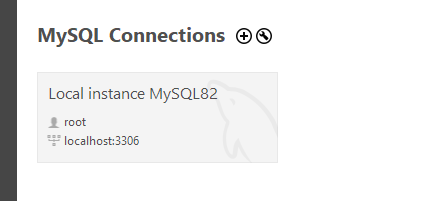 MySQL Connections
Local instance MySQL82
root
localhost:3306